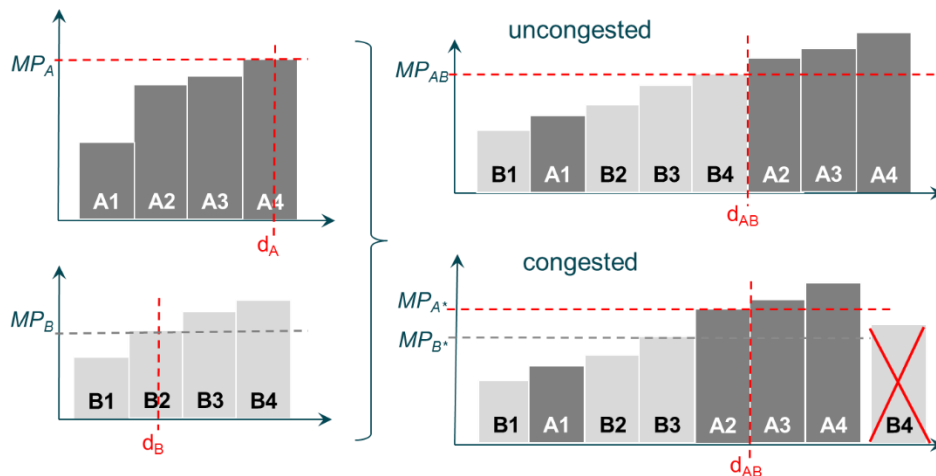 MP_A
A1 A2 A3 A4
d_A
MP_B
B1 B2 B3 B4
d_B
uncongested
MP_AB
B1 A1 B2 B3 B4 A2 A3 A4
d_AB
congested
MP_A*
MP_B*
B1 A1 B2 B3 A2 A3 A4 B4
d_AB